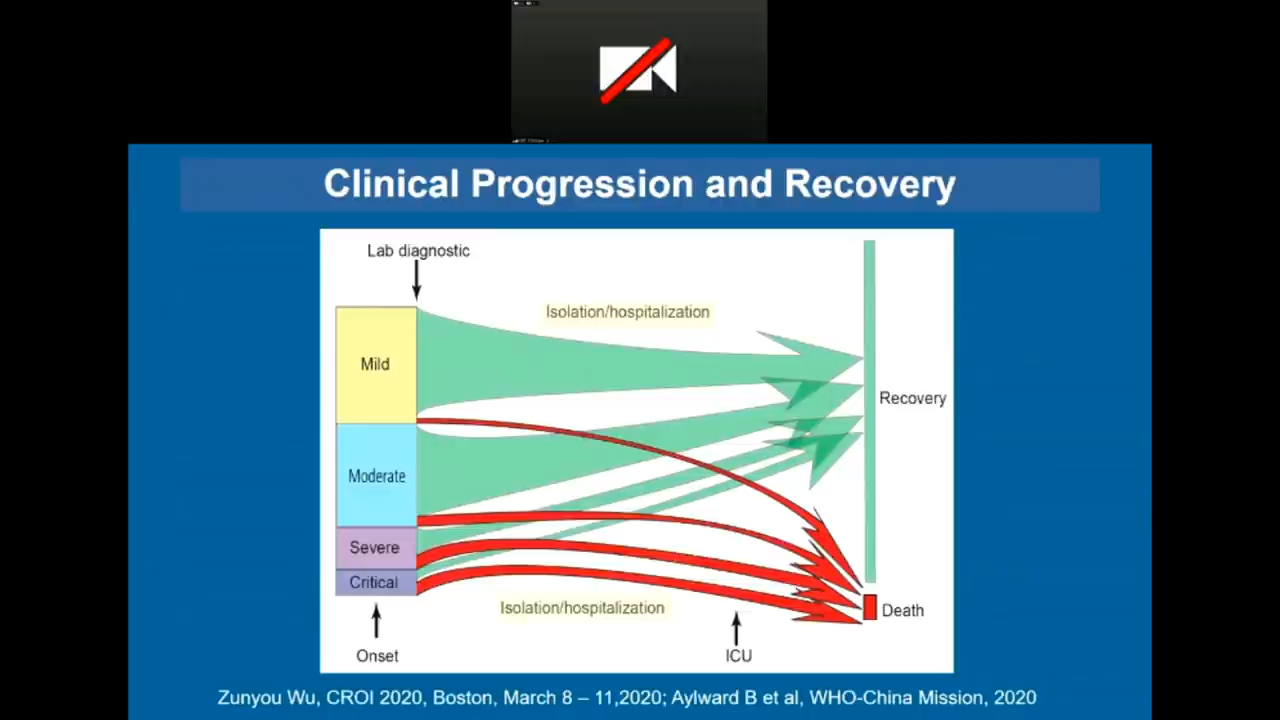 Clinical Progression and Recovery
Lab diagnostic
Isolation/hospitalization
Mild
Recovery
Moderate
Severe
Critical
Isolation/hospitalization
Death
Onset
ICU
Zunyou Wu, CROI 2020, Boston, March 8 – 11,2020; Aylward B et al, WHO-China Mission, 2020